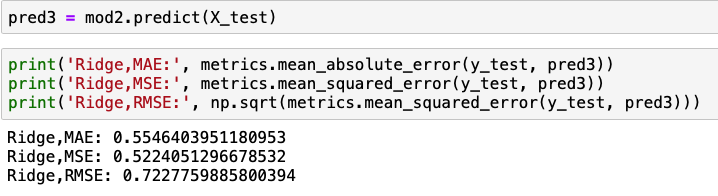 pred3 = mod2.predict(X_test)
print('Ridge,MAE:', metrics.mean_absolute_error(y_test, pred3))
print('Ridge,MSE:', metrics.mean_squared_error(y_test, pred3))
print('Ridge,RMSE:', np.sqrt(metrics.mean_squared_error(y_test, pred3)))
Ridge,MAE: 0.5546403951180953
Ridge,MSE: 0.5224051296678532
Ridge,RMSE: 0.7227759885800394